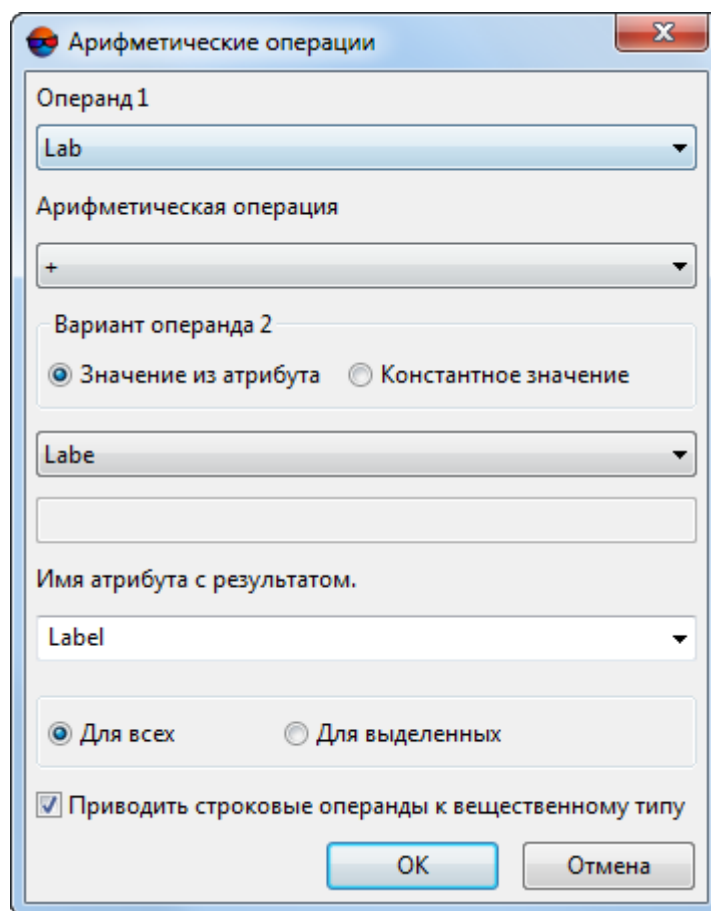 Арифметические операции
Операнд 1
Lab
Арифметическая операция
+
Вариант операнда 2
Значение из атрибута Константное значение
Labe
Имя атрибута с результатом.
Label
Для всех Для выделенных
Приводить строковые операнды к вещественному типу
ОК Отмена